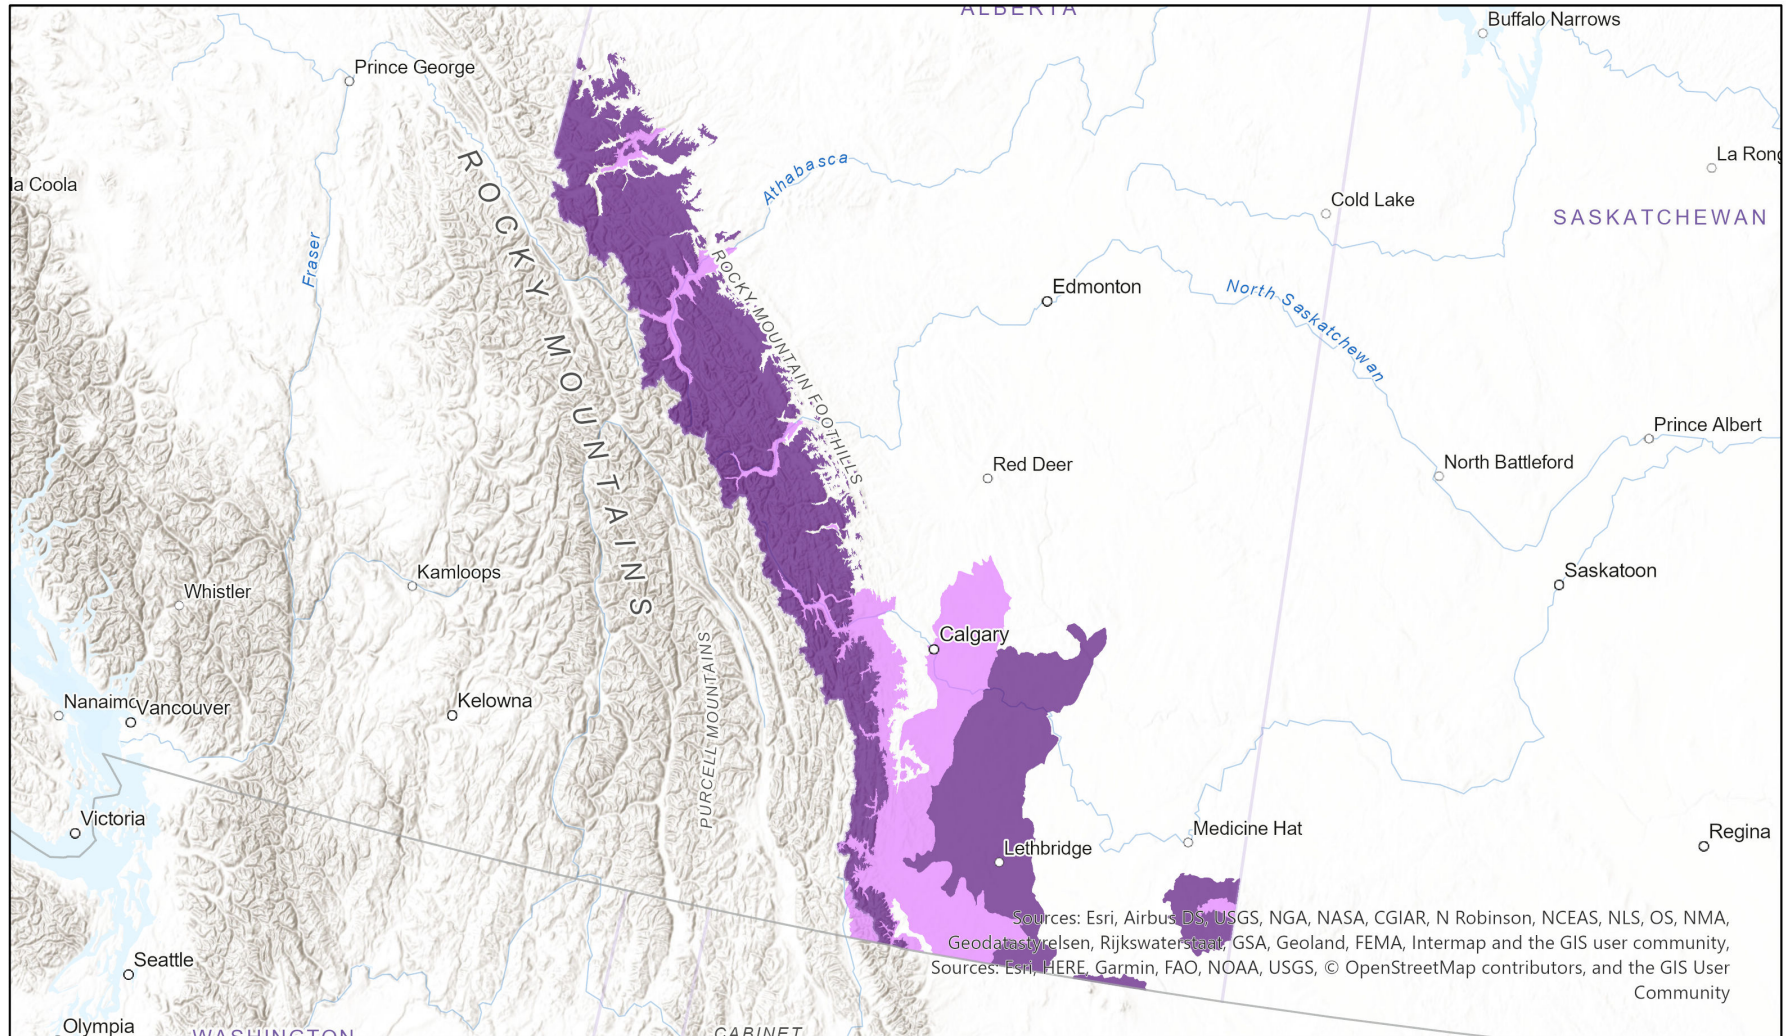 ALBERTA
Buffalo Narrows
Prince George
La Rong
la Coola
Athabasca
Cold Lake
SASKATCHEWAN
ROCKY MOUNTAINS
Fraser
ROCKY MOUNTAIN FOOTHILLS
Edmonton
North Saskatchewan
Prince Albert
Red Deer
North Battleford
Kamloops
Saskatoon
Whistler
Calgary
PURCELL MOUNTAINS
Nanaimo
Vancouver
Kelowna
Victoria
Medicine Hat
Regina
Lethbridge
Sources: Esri, Airbus DS, USGS, NGA, NASA, CGIAR, N Robinson, NCEAS, NLS, OS, NMA,
Geodatastyrelsen, Rijkswaterstaat, GSA, Geoland, FEMA, Intermap and the GIS user community,
Sources: Esri, HERE, Garmin, FAO, NOAA, USGS, © OpenStreetMap contributors, and the GIS User
Community
Seattle
Olympia
WASHINGTON
CABINET